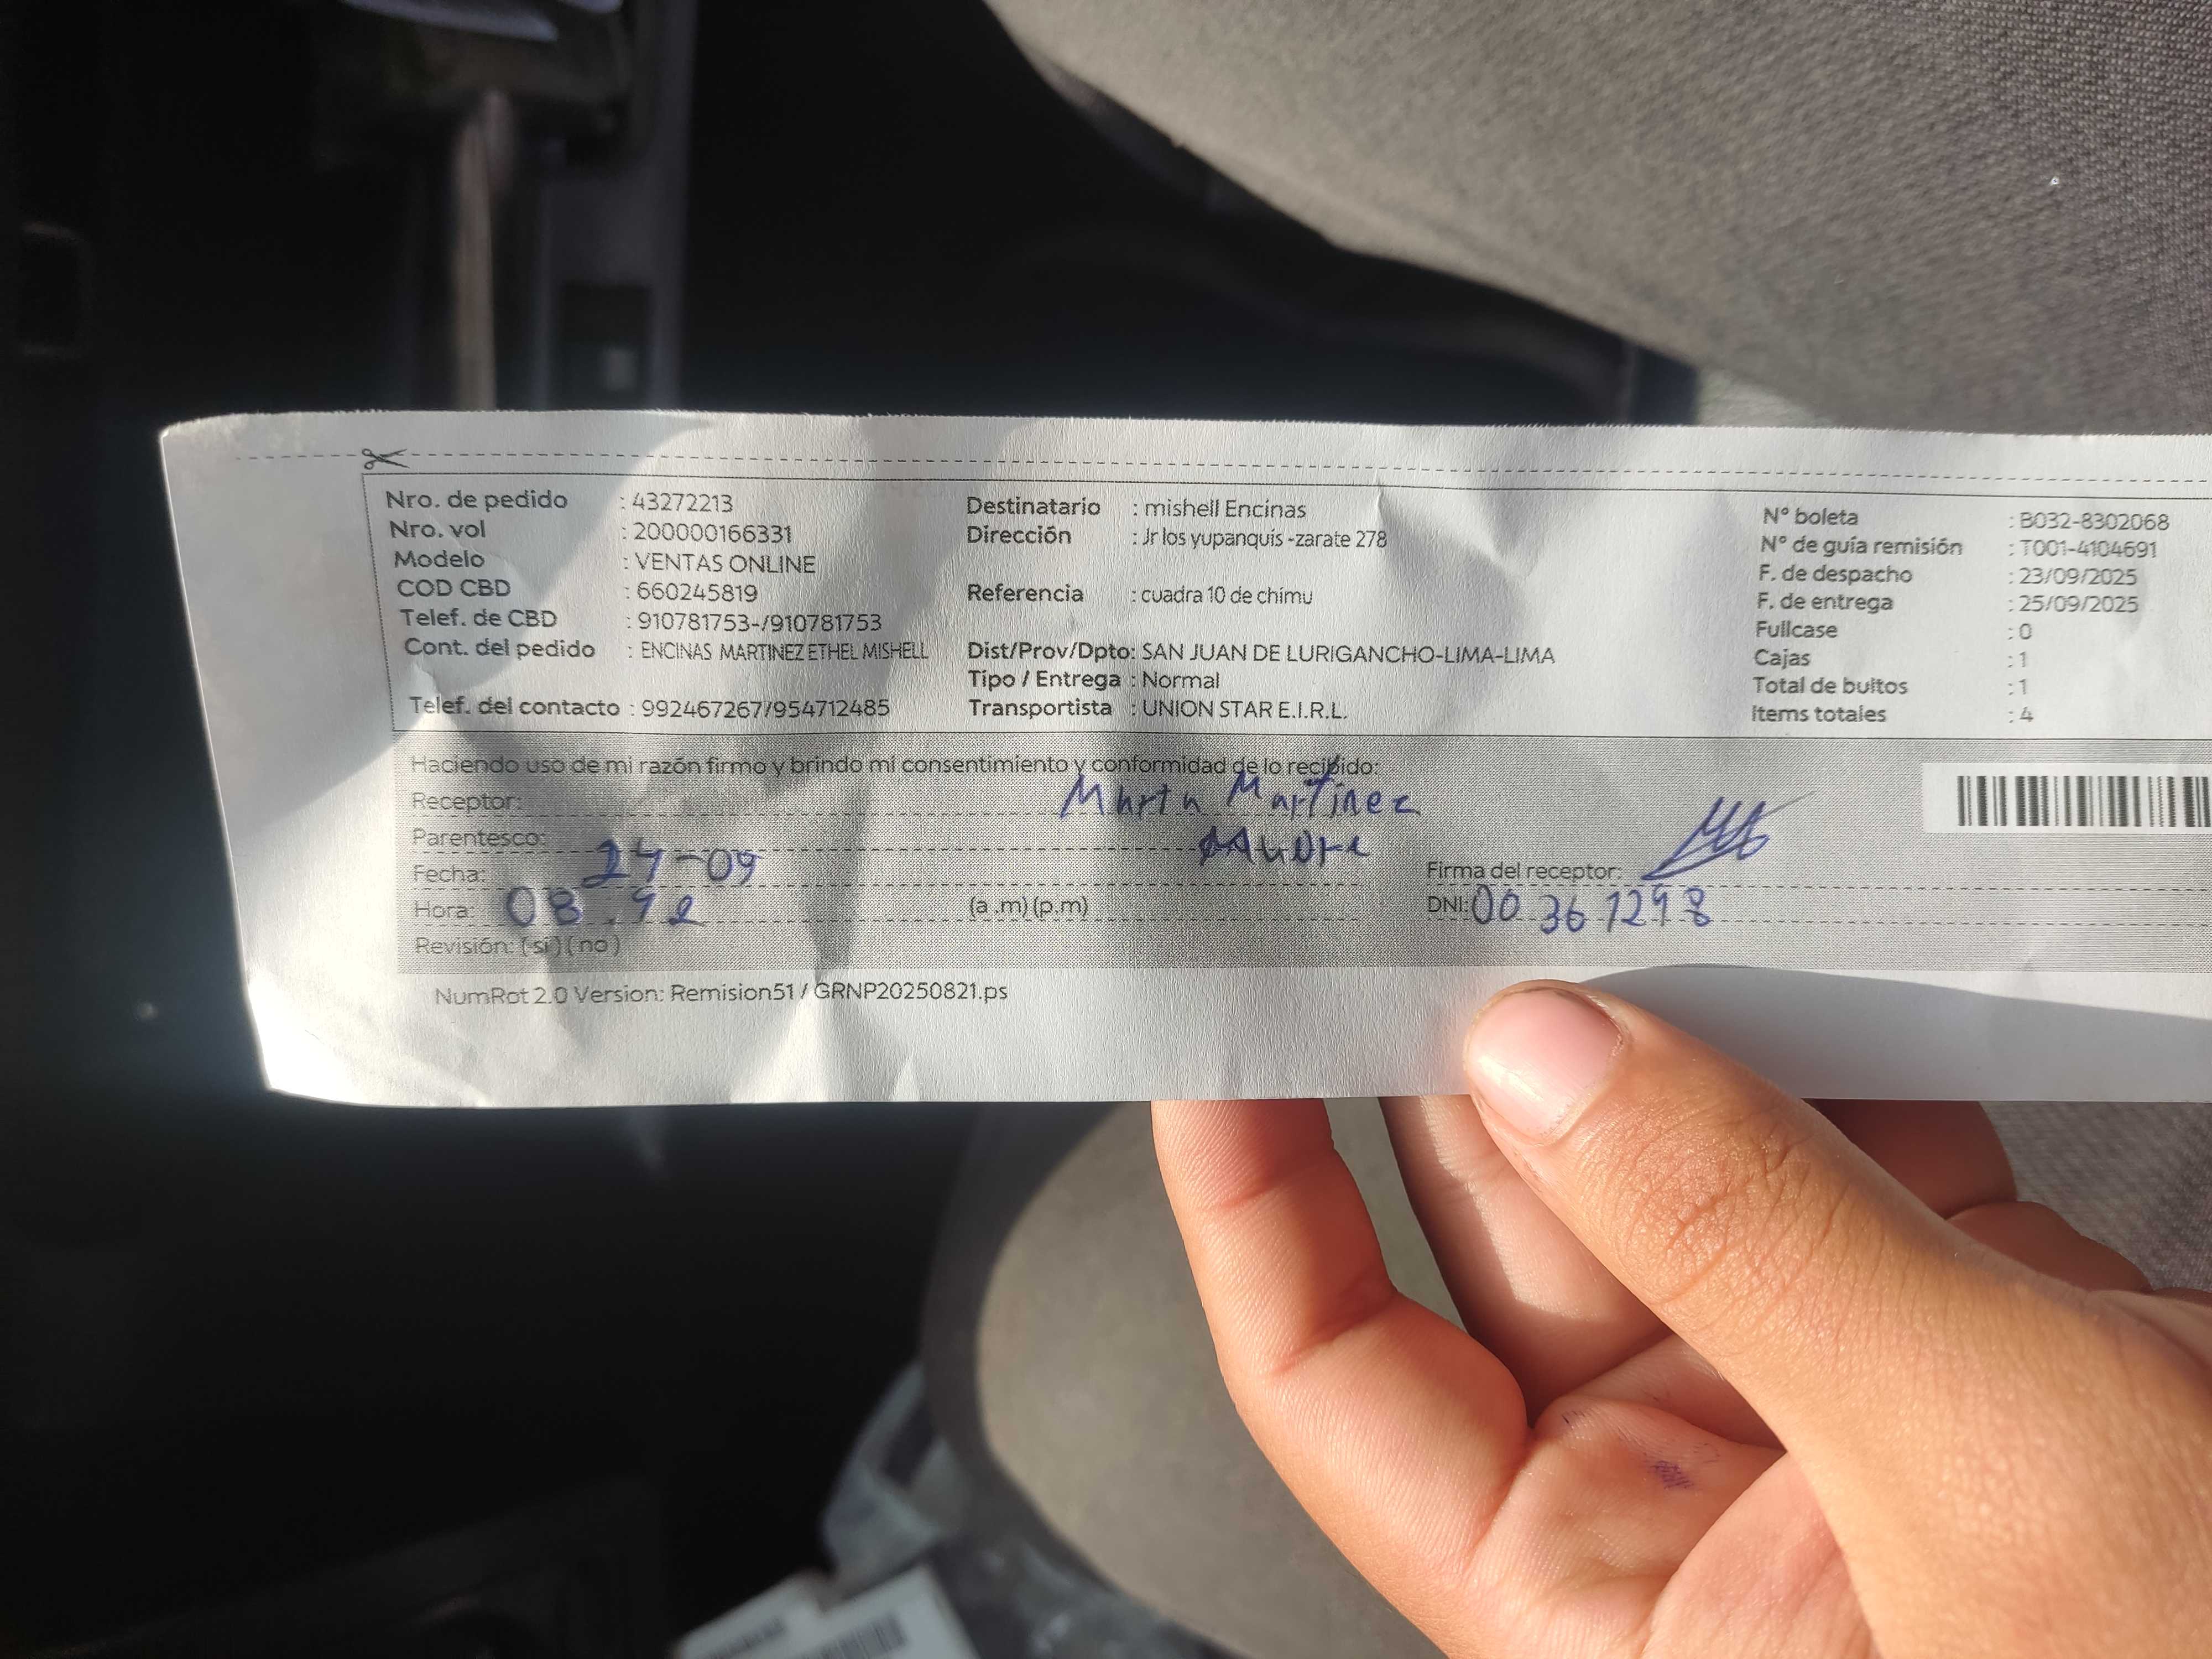 Nro. de pedido : 43272213
Nro. vol : 200000166331
Modelo : VENTAS ONLINE
COD CBD : 660245819
Telef. de CBD : 910781753-/910781753
Cont. del pedido : ENCINAS MARTINEZ ETHEL MISHELL
Telef. del contacto : 992467267/954712485
Destinatario : mishell Encinas
Dirección : Jr los yupanquis -zarate 278
Referencia : cuadra 10 de chimu
Dist/Prov/Dpto: SAN JUAN DE LURIGANCHO-LIMA-LIMA
Tipo / Entrega : Normal
Transportista : UNION STAR E.I.R.L.
N° boleta : B032-8302068
N° de guía remisión : T001-4104691
F. de despacho : 23/09/2025
F. de entrega : 25/09/2025
Fullcase : 0
Cajas : 1
Total de bultos : 1
Items totales : 4
Haciendo uso de mi razón firmo y brindo mi consentimiento y conformidad de lo recibido:
Receptor: Marta Martinez
Parentesco:
Fecha: 24-09
Hora: 08 (a .m) (p.m)
Revisión: (si) (no)
Firma del receptor:
DNI: 00 36 1298
NumRot 2.0 Version: Remision51 / GRNP20250821.ps